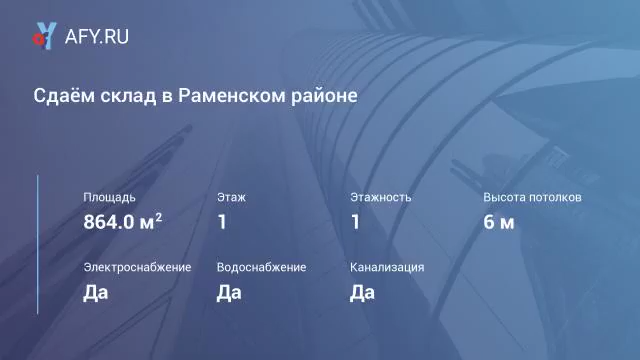 AFY.RU
Сдаём склад в Раменском районе
Площадь Этаж Этажность Высота потолков
864.0 м² 1 1 6 м
Электроснабжение Водоснабжение Канализация
Да Да Да